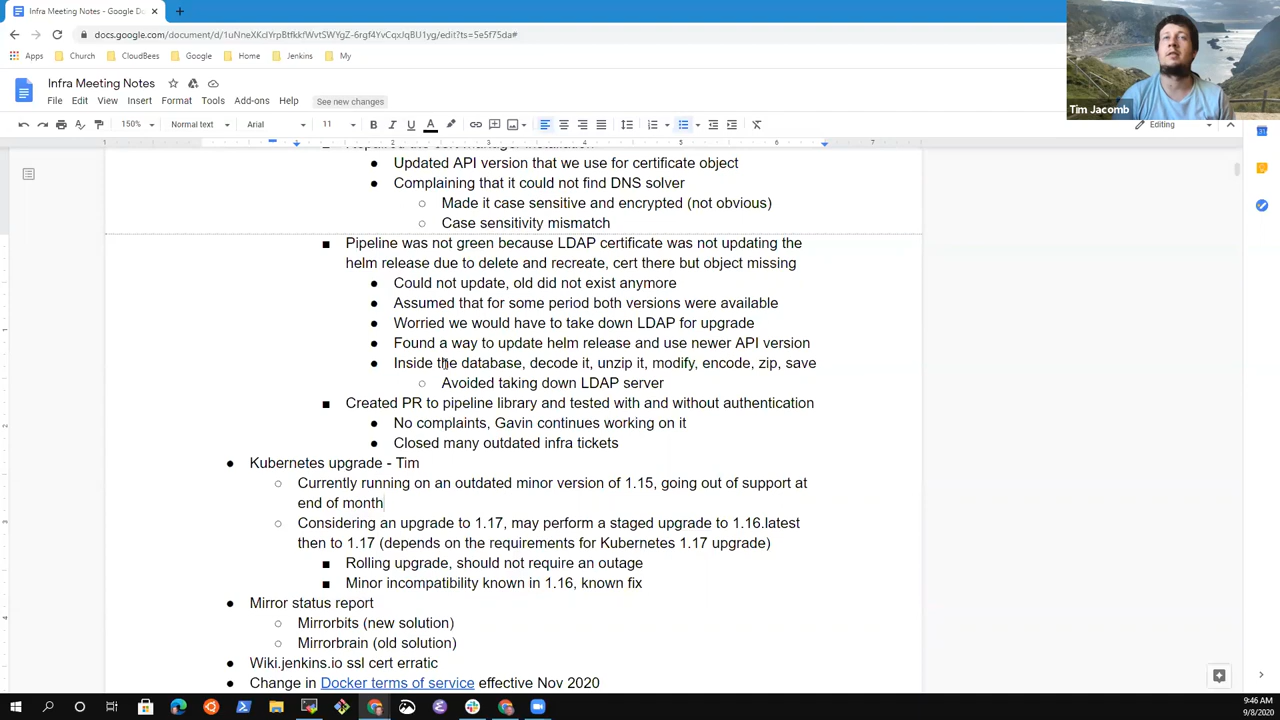 Infra Meeting Notes - Google Do
docs.google.com/document/d/
Apps Church CloudBees Google Home Jenkins My
Infra Meeting Notes
File Edit View Insert Format Tools Add-ons Help See new changes
150% Normal text Arial 11 B I U A Editing
1 1 2 3 4 5 6 7
Updated API version that we use for certificate object
Complaining that it could not find DNS solver
Made it case sensitive and encrypted (not obvious)
Case sensitivity mismatch
Pipeline was not green because LDAP certificate was not updating the
helm release due to delete and recreate, cert there but object missing
Could not update, old did not exist anymore
Assumed that for some period both versions were available
Worried we would have to take down LDAP for upgrade
Found a way to update helm release and use newer API version
Inside the database, decode it, unzip it, modify, encode, zip, save
Avoided taking down LDAP server
Created PR to pipeline library and tested with and without authentication
No complaints, Gavin continues working on it
Closed many outdated infra tickets
Kubernetes upgrade - Tim
Currently running on an outdated minor version of 1.15, going out of support at
end of month
Considering an upgrade to 1.17, may perform a staged upgrade to 1.16.latest
then to 1.17 (depends on the requirements for Kubernetes 1.17 upgrade)
Rolling upgrade, should not require an outage
Minor incompatibility known in 1.16, known fix
Mirror status report
Mirrorbits (new solution)
Mirrorbrain (old solution)
Wiki.jenkins.io ssl cert erratic
Change in Docker terms of service effective Nov 2020
Tim Jacomb
9:46 AM
9/8/2020